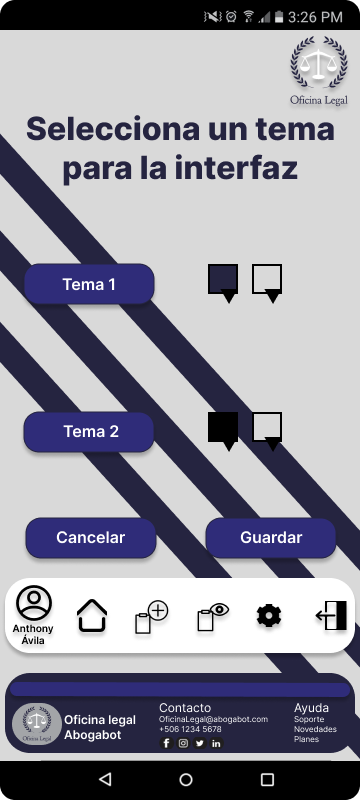 3:26 PM
Oficina Legal
Selecciona un tema
para la interfaz
Tema 1
Tema 2
Cancelar
Guardar
Anthony
Ávila
Oficina legal
Abogabot
Contacto
OficinaLegal@abogabot.com
+506 1234 5678
Ayuda
Soporte
Novedades
Planes